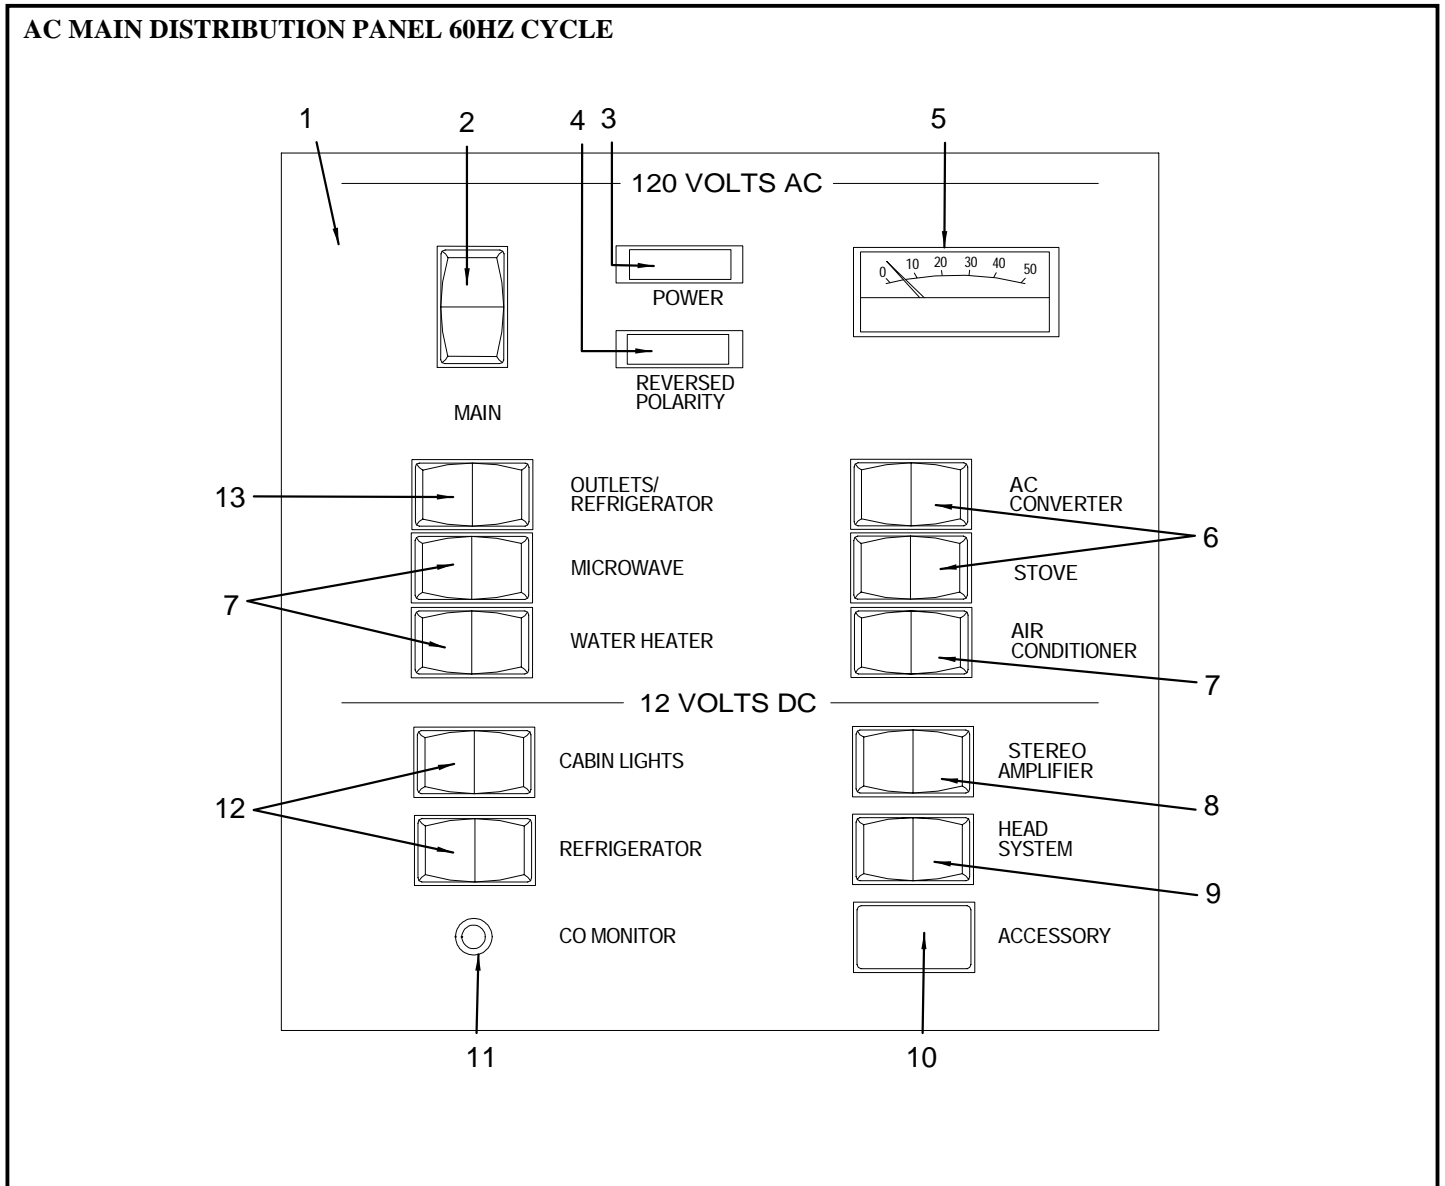 AC MAIN DISTRIBUTION PANEL 60HZ CYCLE
1
2
4
3
5
120 VOLTS AC
0 10 20 30 40 50
POWER
REVERSED
POLARITY
MAIN
13
OUTLETS/
REFRIGERATOR
AC
CONVERTER
6
MICROWAVE
STOVE
7
WATER HEATER
AIR
CONDITIONER
7
12 VOLTS DC
CABIN LIGHTS
STEREO
AMPLIFIER
12
8
REFRIGERATOR
HEAD
SYSTEM
9
CO MONITOR
ACCESSORY
11
10